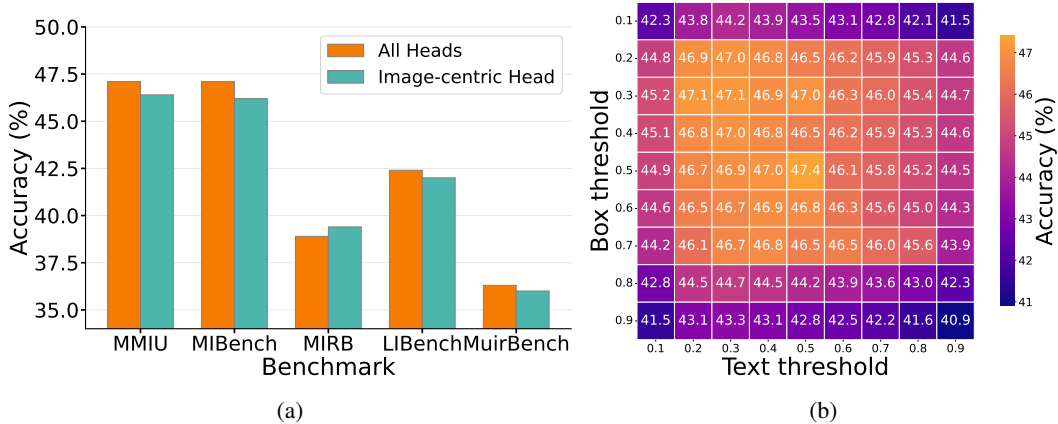 50.0
47.5
45.0
42.5
40.0
37.5
35.0
Accuracy (%)
All Heads
Image-centric Head
MMIU MIBench MIRB LIBench MuirBench
Benchmark
(a)
Box threshold
0.1 42.3 43.8 44.2 43.9 43.5 43.1 42.8 42.1 41.5
0.2 44.8 46.9 47.0 46.8 46.5 46.2 45.9 45.3 44.6
0.3 45.2 47.1 47.1 46.9 47.0 46.3 46.0 45.4 44.7
0.4 45.1 46.8 47.0 46.8 46.5 46.2 45.9 45.3 44.6
0.5 44.9 46.7 46.9 47.0 47.4 46.1 45.8 45.2 44.5
0.6 44.6 46.5 46.7 46.9 46.8 46.3 45.6 45.0 44.3
0.7 44.2 46.1 46.7 46.8 46.5 46.5 46.0 45.6 43.9
0.8 42.8 44.5 44.7 44.5 44.2 43.9 43.6 43.0 42.3
0.9 41.5 43.1 43.3 43.1 42.8 42.5 42.2 41.6 40.9
0.1 0.2 0.3 0.4 0.5 0.6 0.7 0.8 0.9
Text threshold
47
46
45
44
43
42
41
Accuracy (%)
(b)